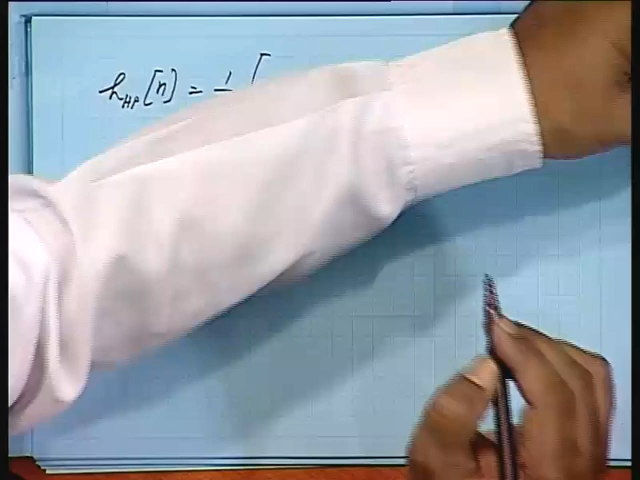 h_HP[n] = 1/ [